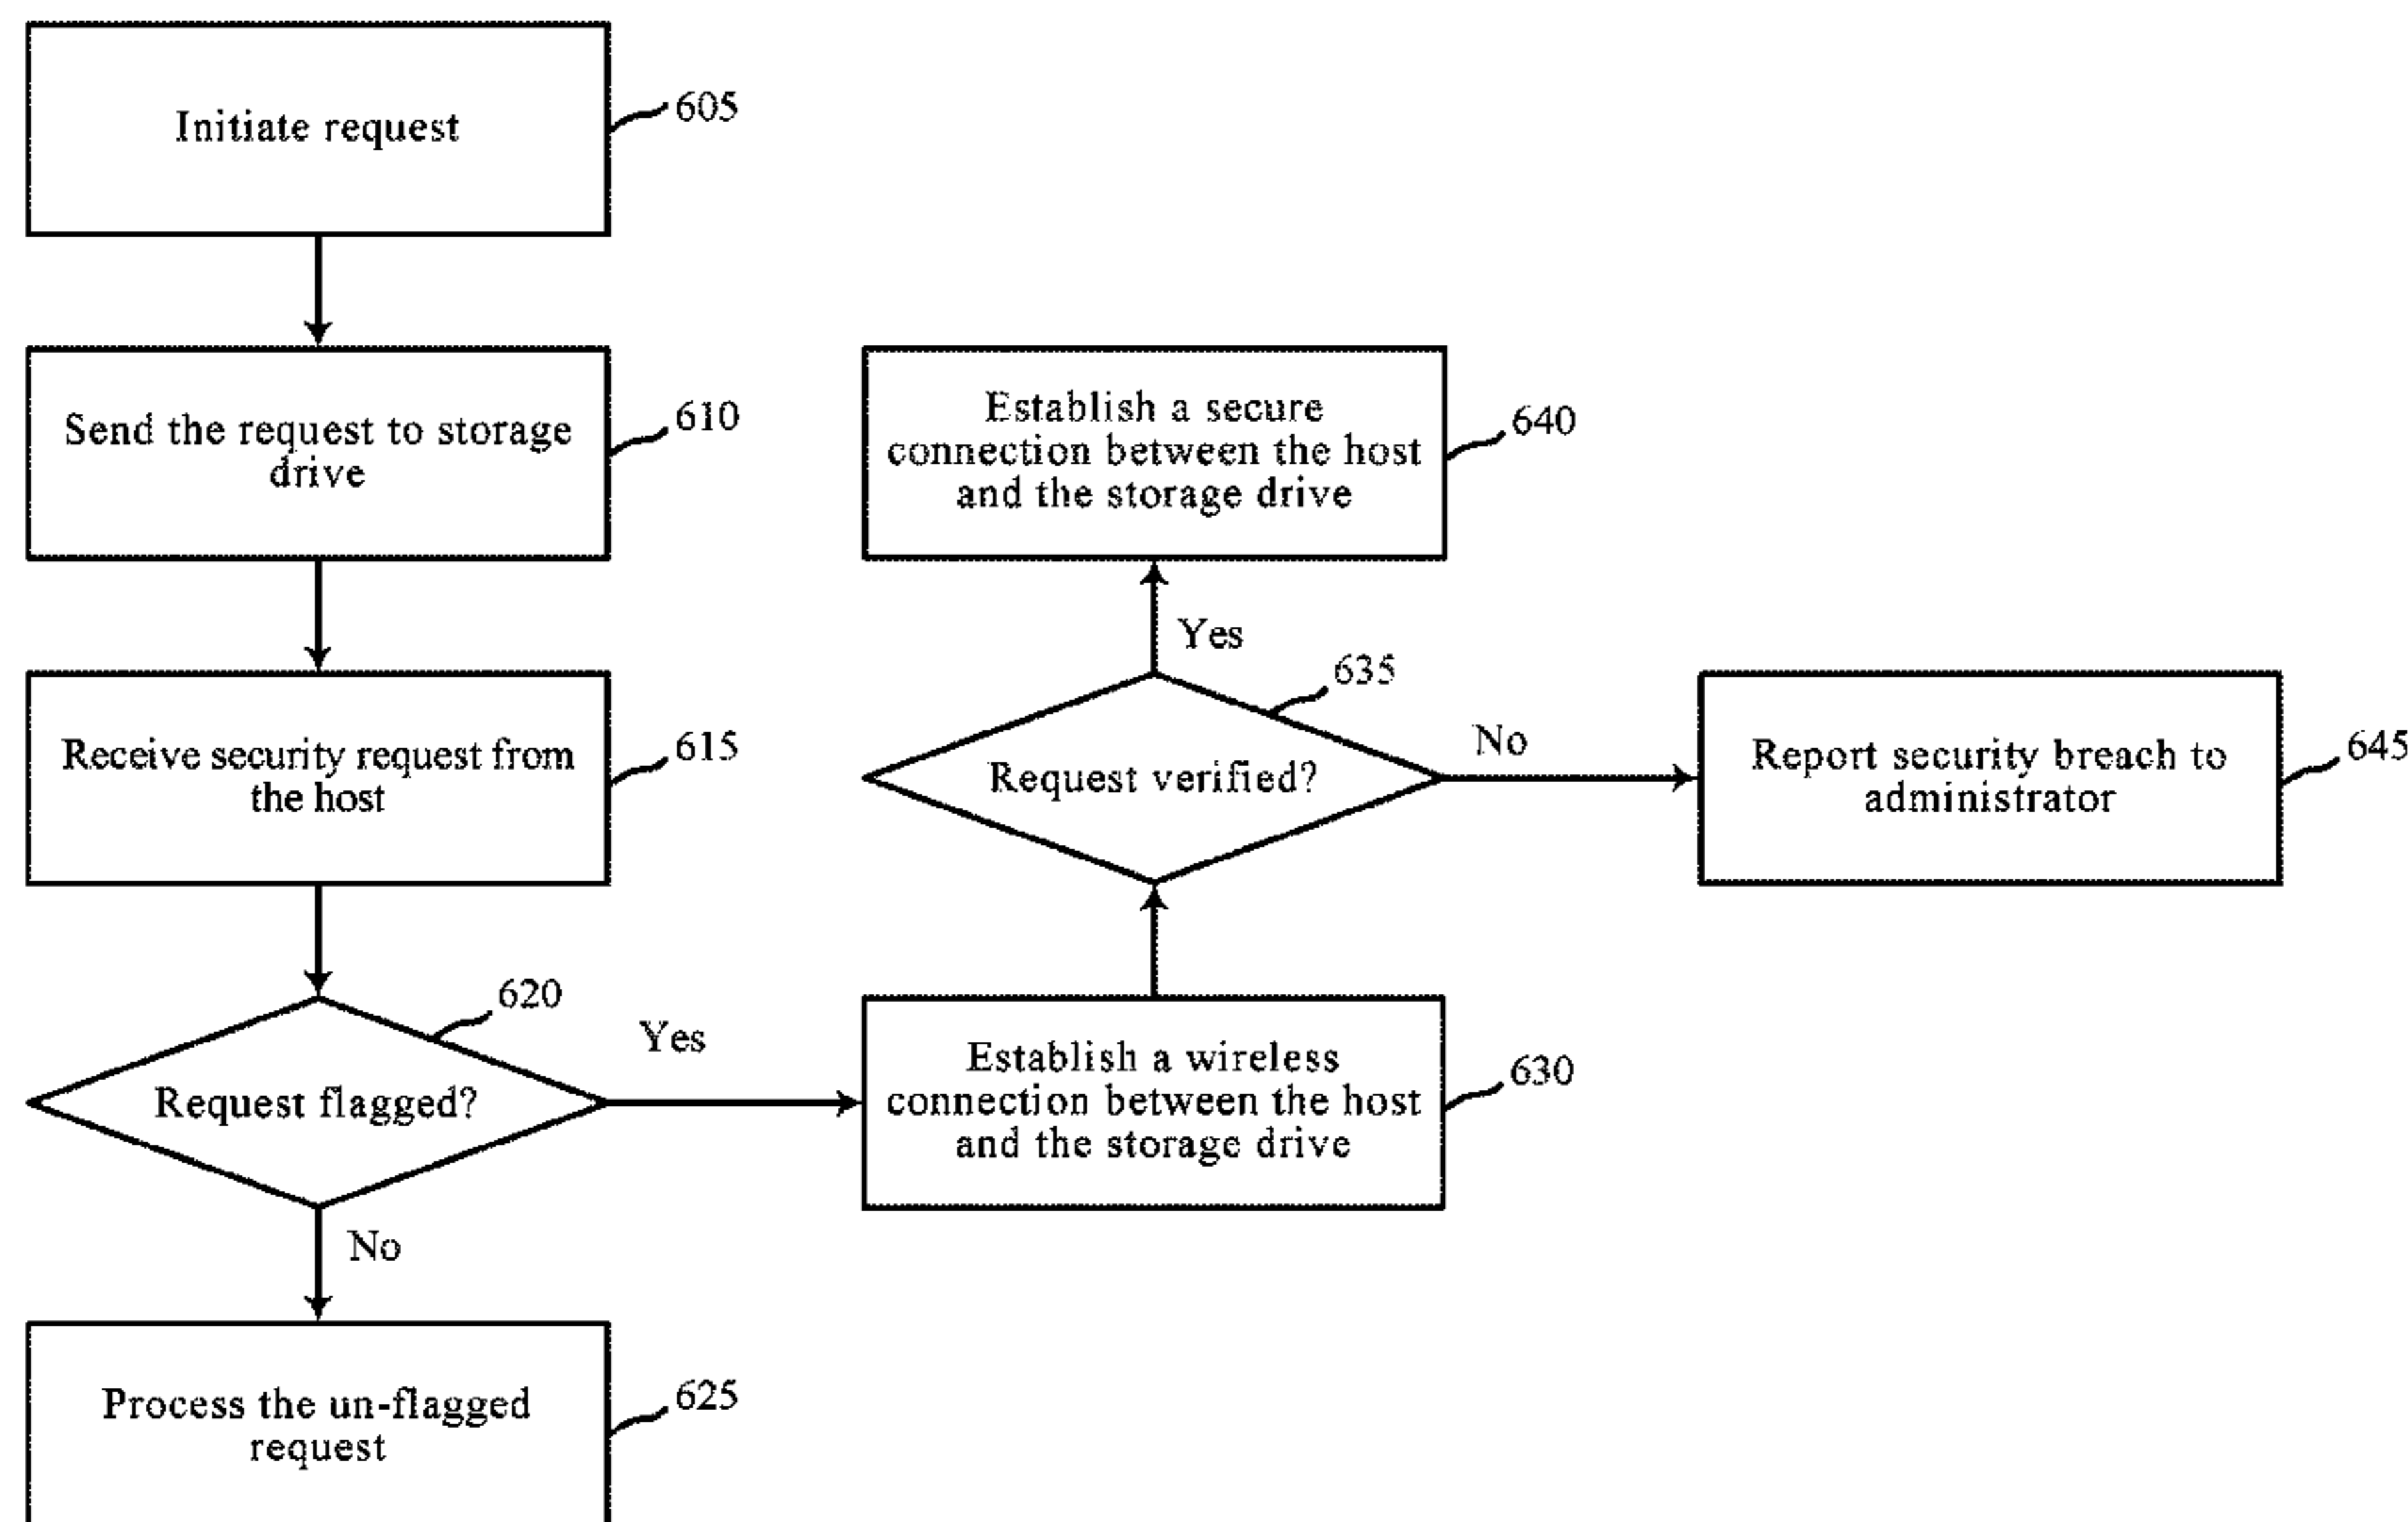 Initiate request
605
Send the request to storage
drive
610
Receive security request from
the host
615
Request flagged?
620
Yes
No
Process the un-flagged
request
625
Establish a wireless
connection between the host
and the storage drive
630
Request verified?
635
Yes
No
Establish a secure
connection between the host
and the storage drive
640
Report security breach to
administrator
645